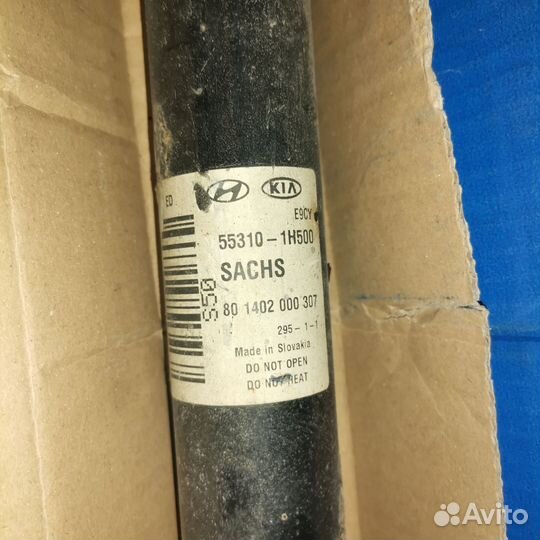 ED
KIA
E9CY
55310-1H500
SACHS
80 1402 000 307
S50
295-1-1
Made in Slovakia
DO NOT OPEN
DO NOT HEAT
Avito